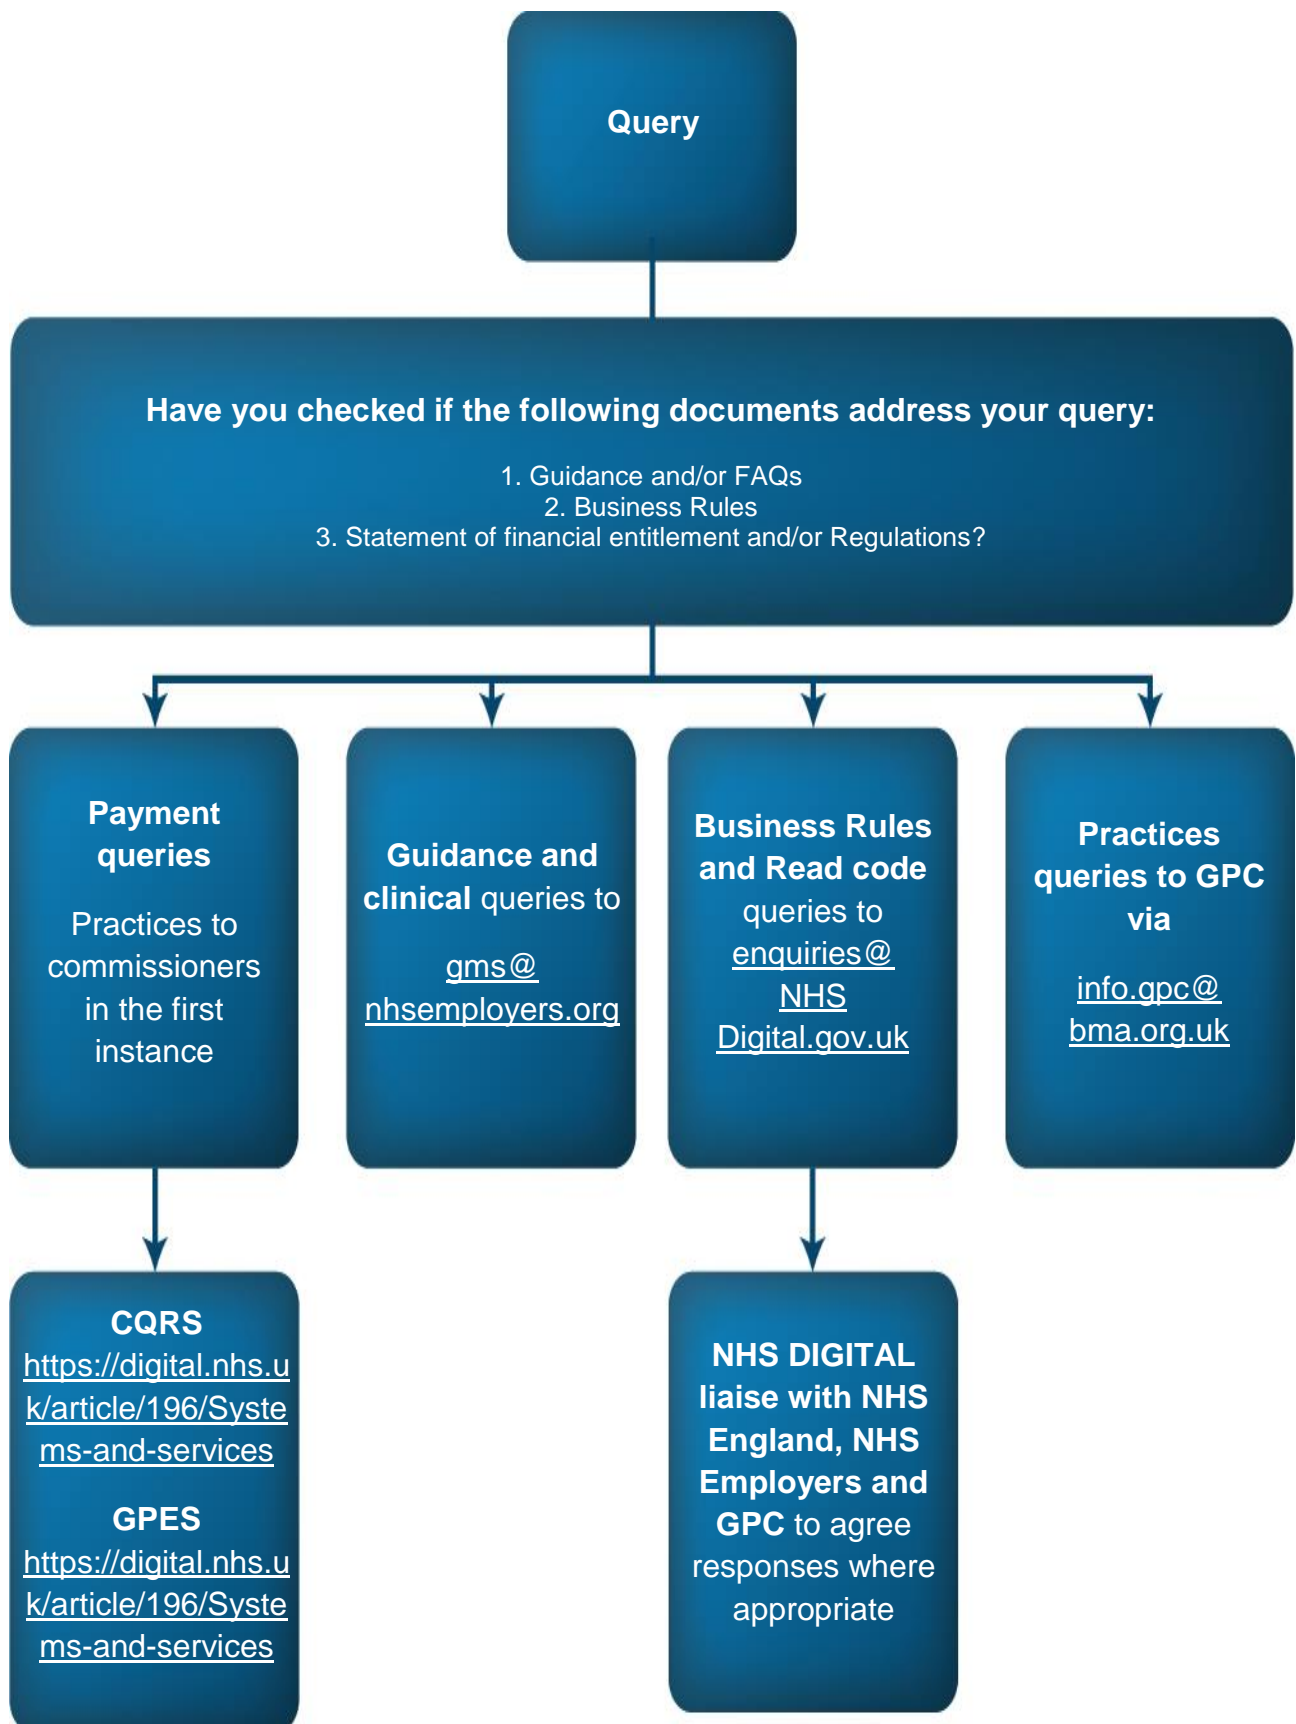 Query
Have you checked if the following documents address your query:
1. Guidance and/or FAQs
2. Business Rules
3. Statement of financial entitlement and/or Regulations?
Payment
queries
Practices to
commissioners
in the first
instance
Guidance and
clinical queries to
gms@
nhsemployers.org
Business Rules
and Read code
queries to
enquiries@
NHS
Digital.gov.uk
Practices
queries to GPC
via
info.gpc@
bma.org.uk
CQRS
https://digital.nhs.u
k/article/196/Syste
ms-and-services
GPES
https://digital.nhs.u
k/article/196/Syste
ms-and-services
NHS DIGITAL
liaise with NHS
England, NHS
Employers and
GPC to agree
responses where
appropriate